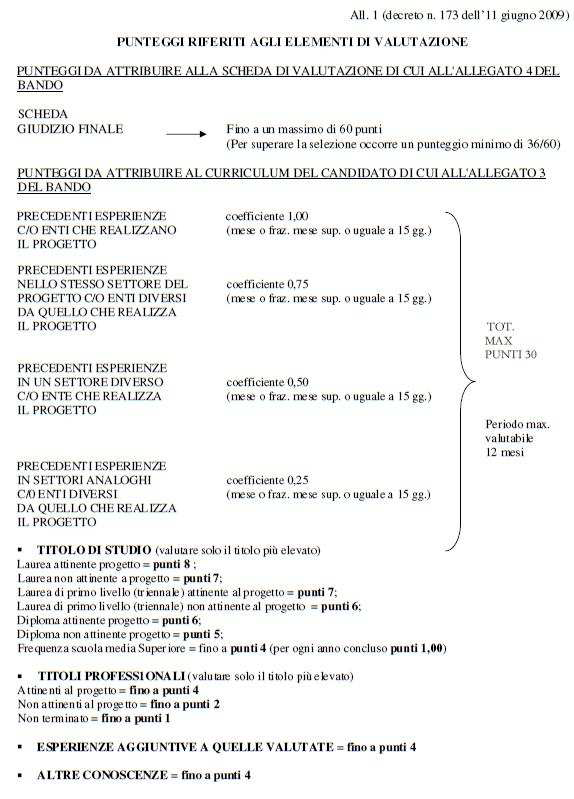 All. 1 (decreto n. 173 dell'11 giugno 2009)
PUNTEGGI RIFERITI AGLI ELEMENTI DI VALUTAZIONE
PUNTEGGI DA ATTRIBUIRE ALLA SCHEDA DI VALUTAZIONE DI CUI ALL'ALLEGATO 4 DEL
BANDO
SCHEDA
GIUDIZIO FINALE Fino a un massimo di 60 punti
(Per superare la selezione occorre un punteggio minimo di 36/60)
PUNTEGGI DA ATTRIBUIRE AL CURRICULUM DEL CANDIDATO DI CUI ALL'ALLEGATO 3
DEL BANDO
PRECEDENTI ESPERIENZE coefficiente 1,00
C/O ENTI CHE REALIZZANO (mese o fraz. mese sup. o uguale a 15 gg.)
IL PROGETTO
PRECEDENTI ESPERIENZE
NELLO STESSO SETTORE DEL coefficiente 0,75
PROGETTO C/O ENTI DIVERSI (mese o fraz. mese sup. o uguale a 15 gg.)
DA QUELLO CHE REALIZZA
IL PROGETTO
TOT.
MAX
PUNTI 30
PRECEDENTI ESPERIENZE
IN UN SETTORE DIVERSO coefficiente 0,50
C/O ENTE CHE REALIZZA (mese o fraz. mese sup. o uguale a 15 gg.)
IL PROGETTO
Periodo max.
valutabile
12 mesi
PRECEDENTI ESPERIENZE
IN SETTORI ANALOGHI coefficiente 0,25
C/0 ENTI DIVERSI (mese o fraz. mese sup. o uguale a 15 gg.)
DA QUELLO CHE REALIZZA
IL PROGETTO
▪ TITOLO DI STUDIO (valutare solo il titolo più elevato)
Laurea attinente progetto = punti 8 ;
Laurea non attinente a progetto = punti 7;
Laurea di primo livello (triennale) attinente al progetto = punti 7;
Laurea di primo livello (triennale) non attinente al progetto = punti 6;
Diploma attinente progetto = punti 6;
Diploma non attinente progetto = punti 5;
Frequenza scuola media Superiore = fino a punti 4 (per ogni anno concluso punti 1,00)
▪ TITOLI PROFESSIONALI (valutare solo il titolo più elevato)
Attinenti al progetto = fino a punti 4
Non attinenti al progetto = fino a punti 2
Non terminato = fino a punti 1
▪ ESPERIENZE AGGIUNTIVE A QUELLE VALUTATE = fino a punti 4
▪ ALTRE CONOSCENZE = fino a punti 4